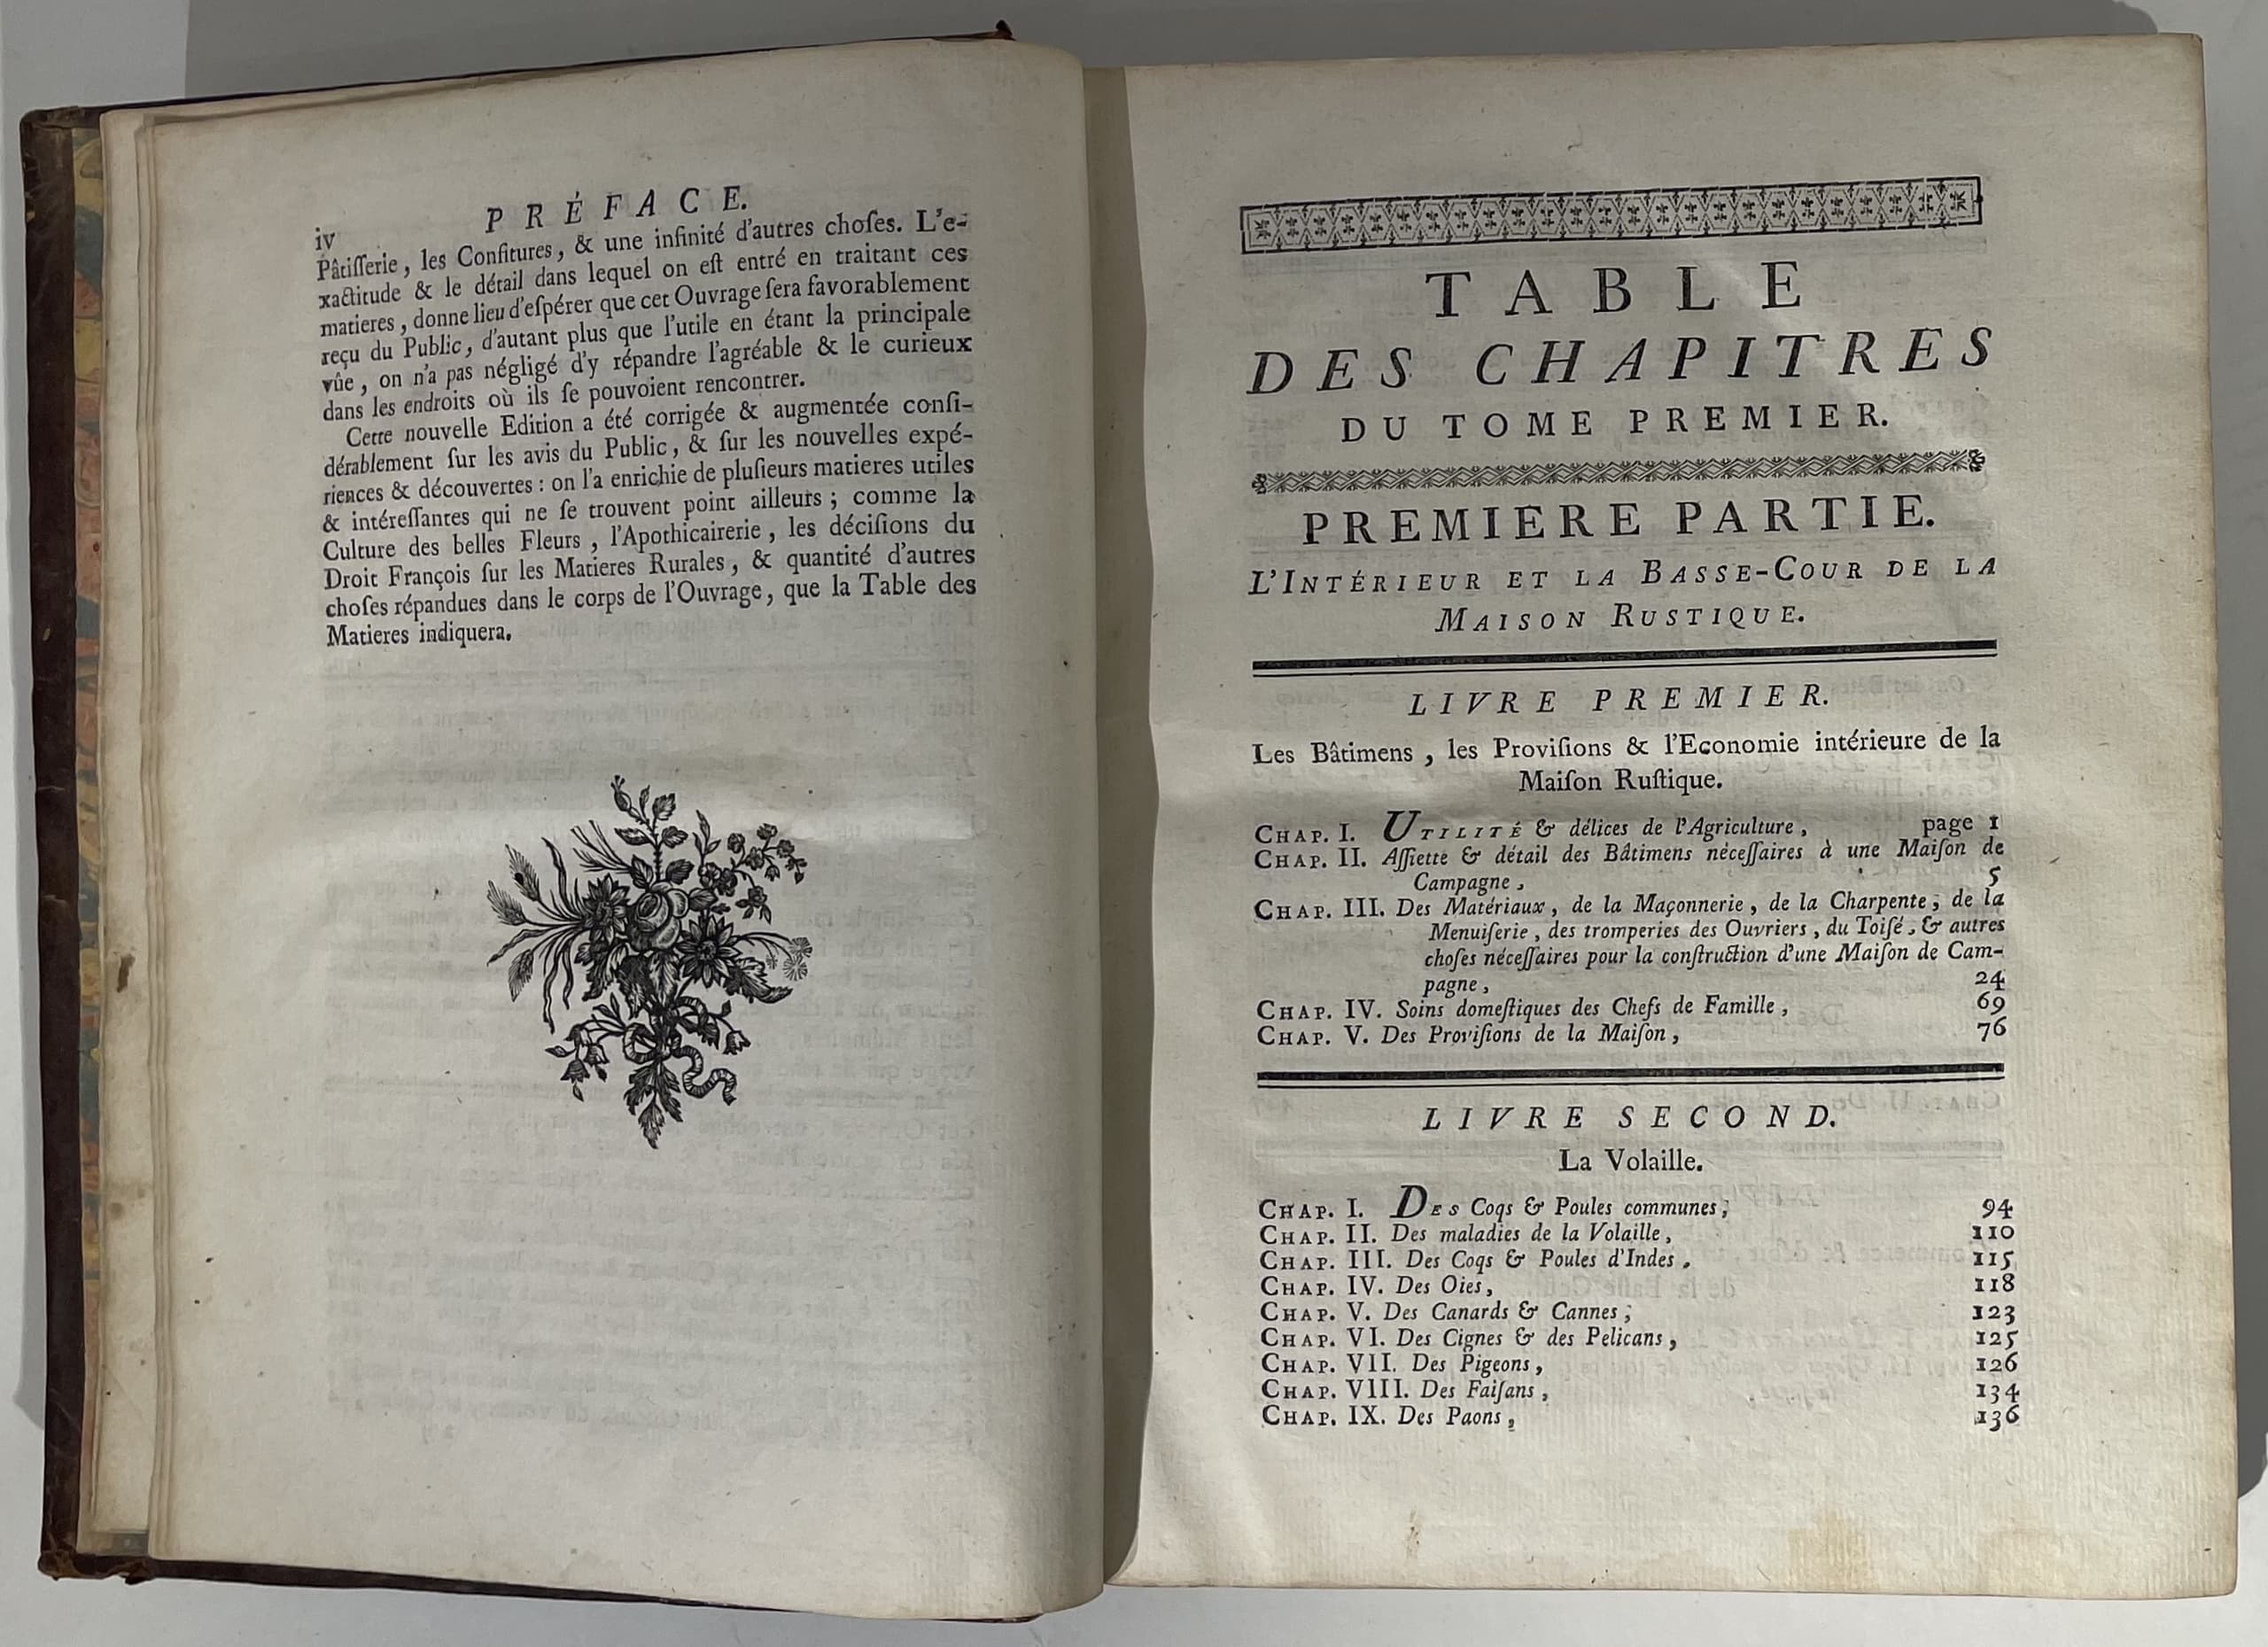 iv
PRÉFACE.
Pâtiſſerie, les Confitures, & une infinité d'autres choſes. L'e-
xactitude & le détail dans lequel on eſt entré en traitant ces
matieres, donne lieu d'eſpérer que cet Ouvrage ſera favorablement
reçu du Public, d'autant plus que l'utile en étant la principale
vûe, on n'a pas négligé d'y répandre l'agréable & le curieux
dans les endroits où ils ſe pouvoient rencontrer.
Cette nouvelle Edition a été corrigée & augmentée conſi-
dérablement ſur les avis du Public, & ſur les nouvelles expé-
riences & découvertes : on l'a enrichie de pluſieurs matieres utiles
& intéreſſantes qui ne ſe trouvent point ailleurs ; comme la
Culture des belles Fleurs, l'Apothicairerie, les déciſions du
Droit François ſur les Matieres Rurales, & quantité d'autres
choſes répandues dans le corps de l'Ouvrage, que la Table des
Matieres indiquera.
TABLE
DES CHAPITRES
DU TOME PREMIER.
PREMIERE PARTIE.
L'INTÉRIEUR ET LA BASSE-COUR DE LA
MAISON RUSTIQUE.
LIVRE PREMIER.
Les Bâtimens, les Proviſions & l'Economie intérieure de la
Maiſon Ruſtique.
CHAP. I. UTILITÉ & délices de l'Agriculture, page 1
CHAP. II. Aſſiette & détail des Bâtimens néceſſaires à une Maiſon de
Campagne, 5
CHAP. III. Des Matériaux, de la Maçonnerie, de la Charpente, de la
Menuiſerie, des tromperies des Ouvriers, du Toiſé, & autres
choſes néceſſaires pour la conſtruction d'une Maiſon de Cam-
pagne, 24
CHAP. IV. Soins domeſtiques des Chefs de Famille, 69
CHAP. V. Des Proviſions de la Maiſon, 76
LIVRE SECOND.
La Volaille.
CHAP. I. DES Coqs & Poules communes, 94
CHAP. II. Des maladies de la Volaille, 110
CHAP. III. Des Coqs & Poules d'Indes, 115
CHAP. IV. Des Oies, 118
CHAP. V. Des Canards & Cannes; 123
CHAP. VI. Des Cignes & des Pelicans, 125
CHAP. VII. Des Pigeons, 126
CHAP. VIII. Des Faiſans, 134
CHAP. IX. Des Paons, 136